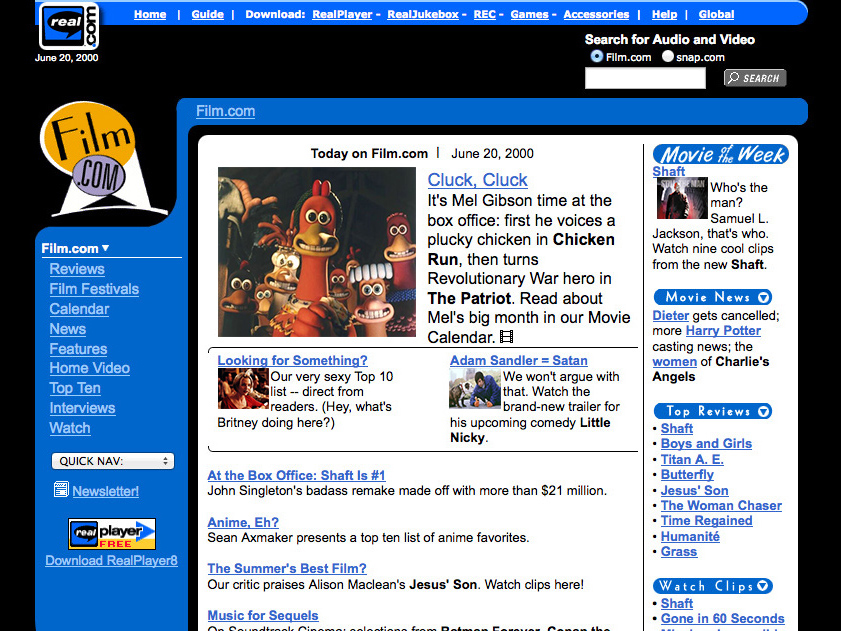 real
.com
Home | Guide | Download: RealPlayer - RealJukebox - REC - Games - Accessories | Help | Global
June 20, 2000
Search for Audio and Video
Film.com snap.com
SEARCH
Film.com
Film
.COM
Film.com
Reviews
Film Festivals
Calendar
News
Features
Home Video
Top Ten
Interviews
Watch
QUICK NAV:
Newsletter!
real player
FREE
Download RealPlayer8
Today on Film.com | June 20, 2000
Cluck, Cluck
It's Mel Gibson time at the
box office: first he voices a
plucky chicken in Chicken
Run, then turns
Revolutionary War hero in
The Patriot. Read about
Mel's big month in our Movie
Calendar.
Looking for Something?
Our very sexy Top 10
list -- direct from
readers. (Hey, what's
Britney doing here?)
Adam Sandler = Satan
We won't argue with
that. Watch the
brand-new trailer for
his upcoming comedy Little
Nicky.
At the Box Office: Shaft Is #1
John Singleton's badass remake made off with more than $21 million.
Anime, Eh?
Sean Axmaker presents a top ten list of anime favorites.
The Summer's Best Film?
Our critic praises Alison Maclean's Jesus' Son. Watch clips here!
Music for Sequels
On Soundtrack Cinema: selections from Batman Forever, Conan the
Movie of the Week
Shaft
Who's the
man?
Samuel L.
Jackson, that's who.
Watch nine cool clips
from the new Shaft.
Movie News
Dieter gets cancelled;
more Harry Potter
casting news; the
women of Charlie's
Angels
Top Reviews
• Shaft
• Boys and Girls
• Titan A. E.
• Butterfly
• Jesus' Son
• The Woman Chaser
• Time Regained
• Humanité
• Grass
Watch Clips
• Shaft
• Gone in 60 Seconds